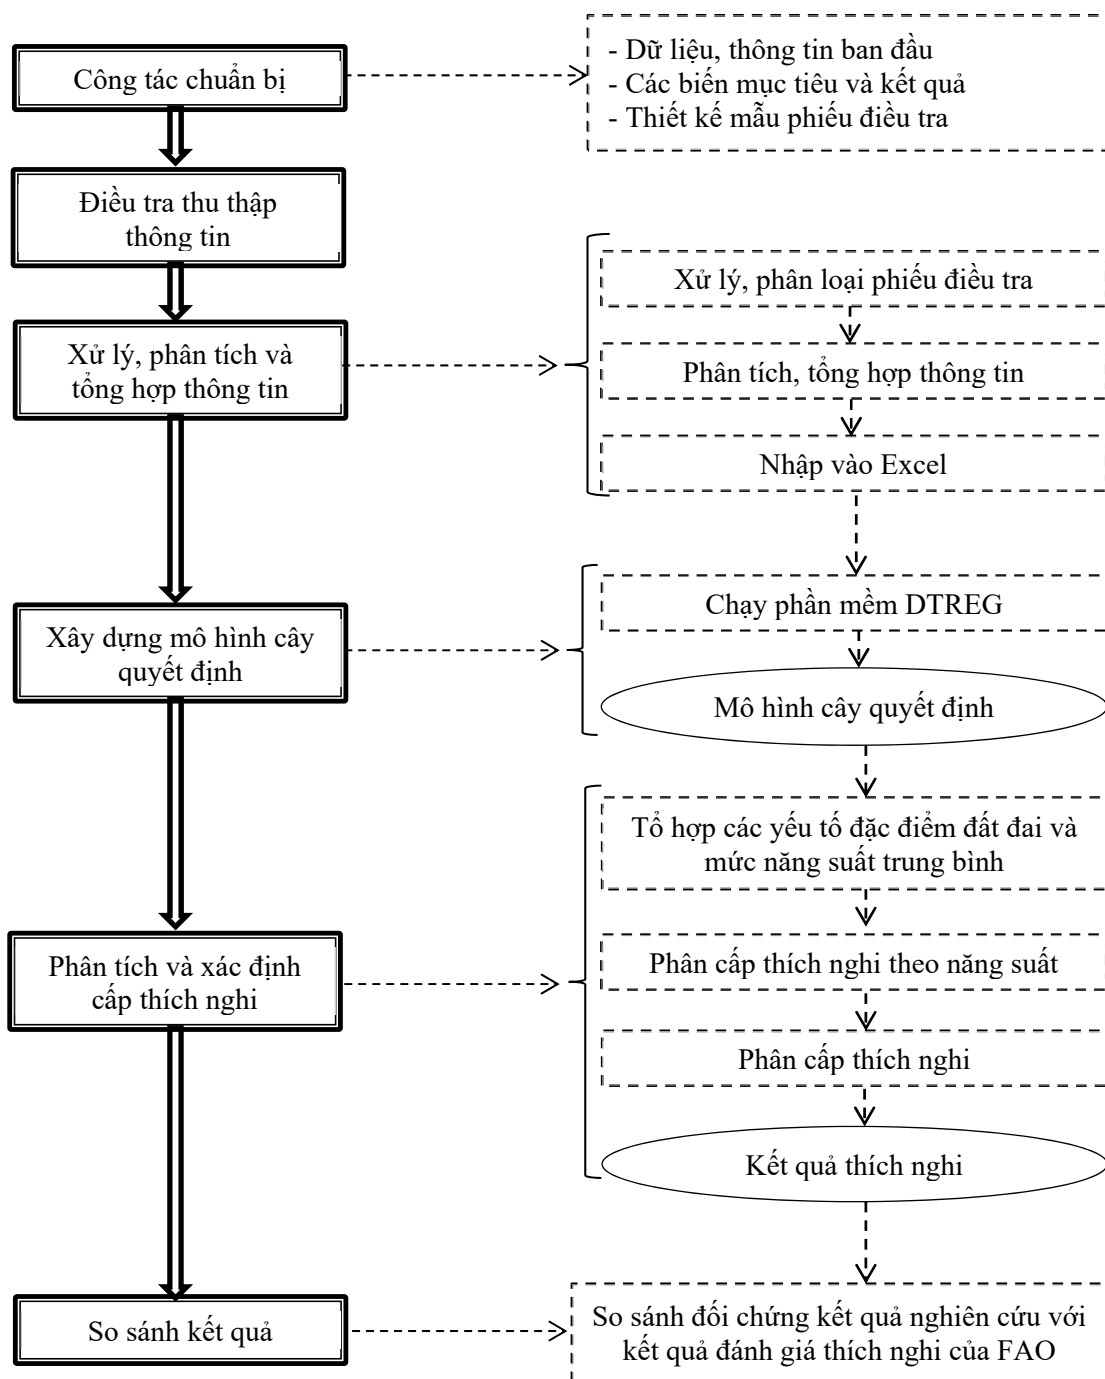 Công tác chuẩn bị
- Dữ liệu, thông tin ban đầu
- Các biến mục tiêu và kết quả
- Thiết kế mẫu phiếu điều tra
Điều tra thu thập
thông tin
Xử lý, phân tích và
tổng hợp thông tin
Xử lý, phân loại phiếu điều tra
Phân tích, tổng hợp thông tin
Nhập vào Excel
Xây dựng mô hình cây
quyết định
Chạy phần mềm DTREG
Mô hình cây quyết định
Phân tích và xác định
cấp thích nghi
Tổ hợp các yếu tố đặc điểm đất đai và
mức năng suất trung bình
Phân cấp thích nghi theo năng suất
Phân cấp thích nghi
Kết quả thích nghi
So sánh kết quả
So sánh đối chứng kết quả nghiên cứu với
kết quả đánh giá thích nghi của FAO